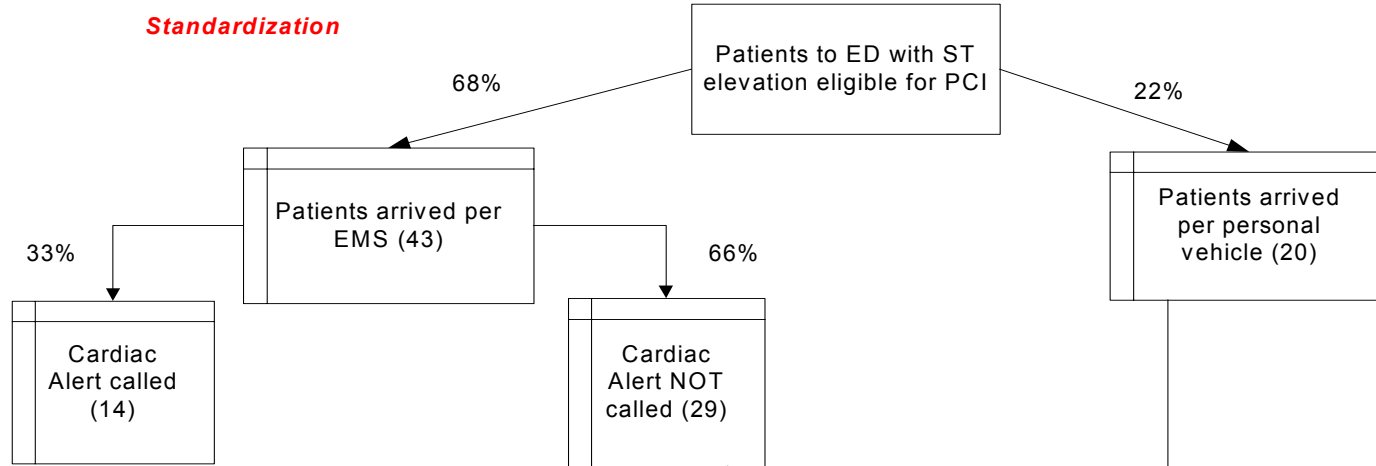 Standardization
Patients to ED with ST
elevation eligible for PCI
68%
22%
Patients arrived per
EMS (43)
Patients arrived
per personal
vehicle (20)
33%
66%
Cardiac
Alert called
(14)
Cardiac
Alert NOT
called (29)